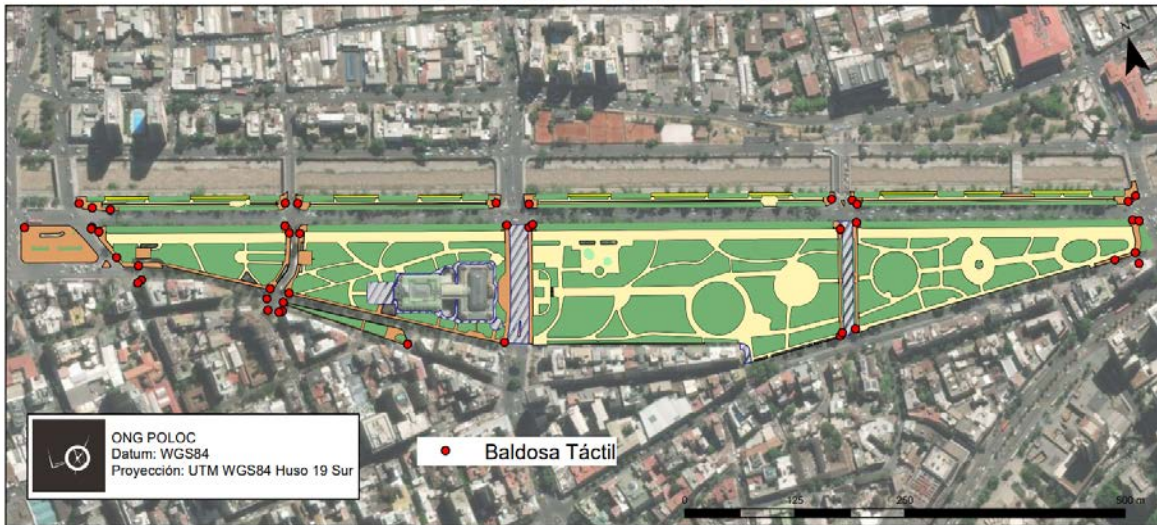 N
ONG POLOC
Datum: WGS84
Proyección: UTM WGS84 Huso 19 Sur
Baldosa Táctil
0 125 250 500 m